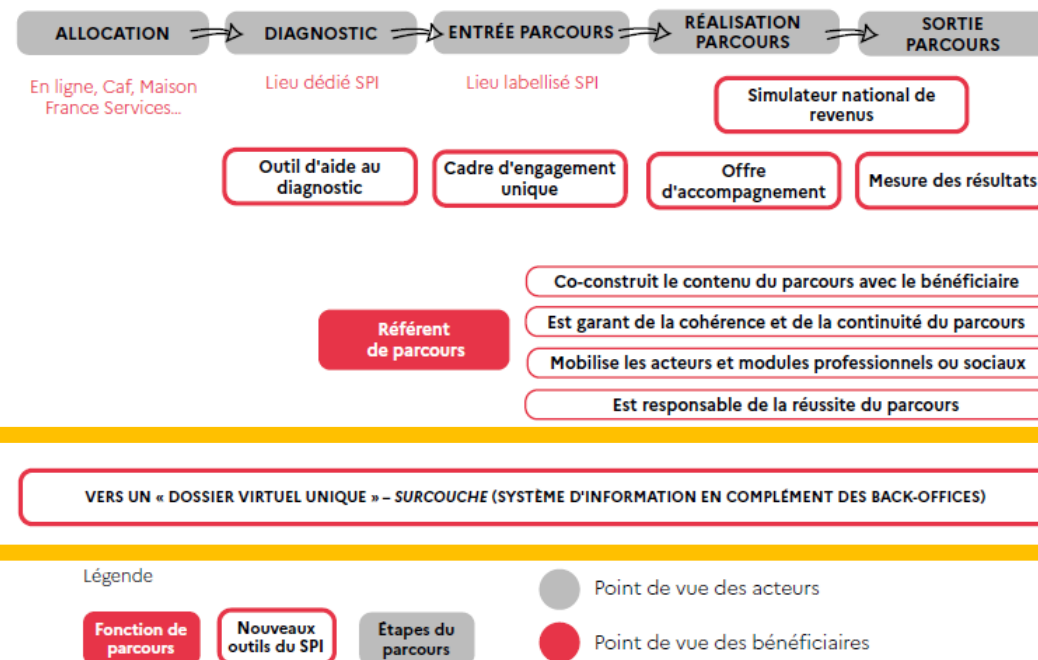 ALLOCATION
DIAGNOSTIC
ENTRÉE PARCOURS
RÉALISATION
PARCOURS
SORTIE
PARCOURS
En ligne, Caf, Maison
France Services...
Lieu dédié SPI
Lieu labellisé SPI
Simulateur national de
revenus
Outil d'aide au
diagnostic
Cadre d'engagement
unique
Offre
d'accompagnement
Mesure des résultats
Référent
de parcours
Co-construit le contenu du parcours avec le bénéficiaire
Est garant de la cohérence et de la continuité du parcours
Mobilise les acteurs et modules professionnels ou sociaux
Est responsable de la réussite du parcours
VERS UN « DOSSIER VIRTUEL UNIQUE » – SURCOUCHE (SYSTÈME D'INFORMATION EN COMPLÉMENT DES BACK-OFFICES)
Légende
Fonction de
parcours
Nouveaux
outils du SPI
Étapes du
parcours
Point de vue des acteurs
Point de vue des bénéficiaires